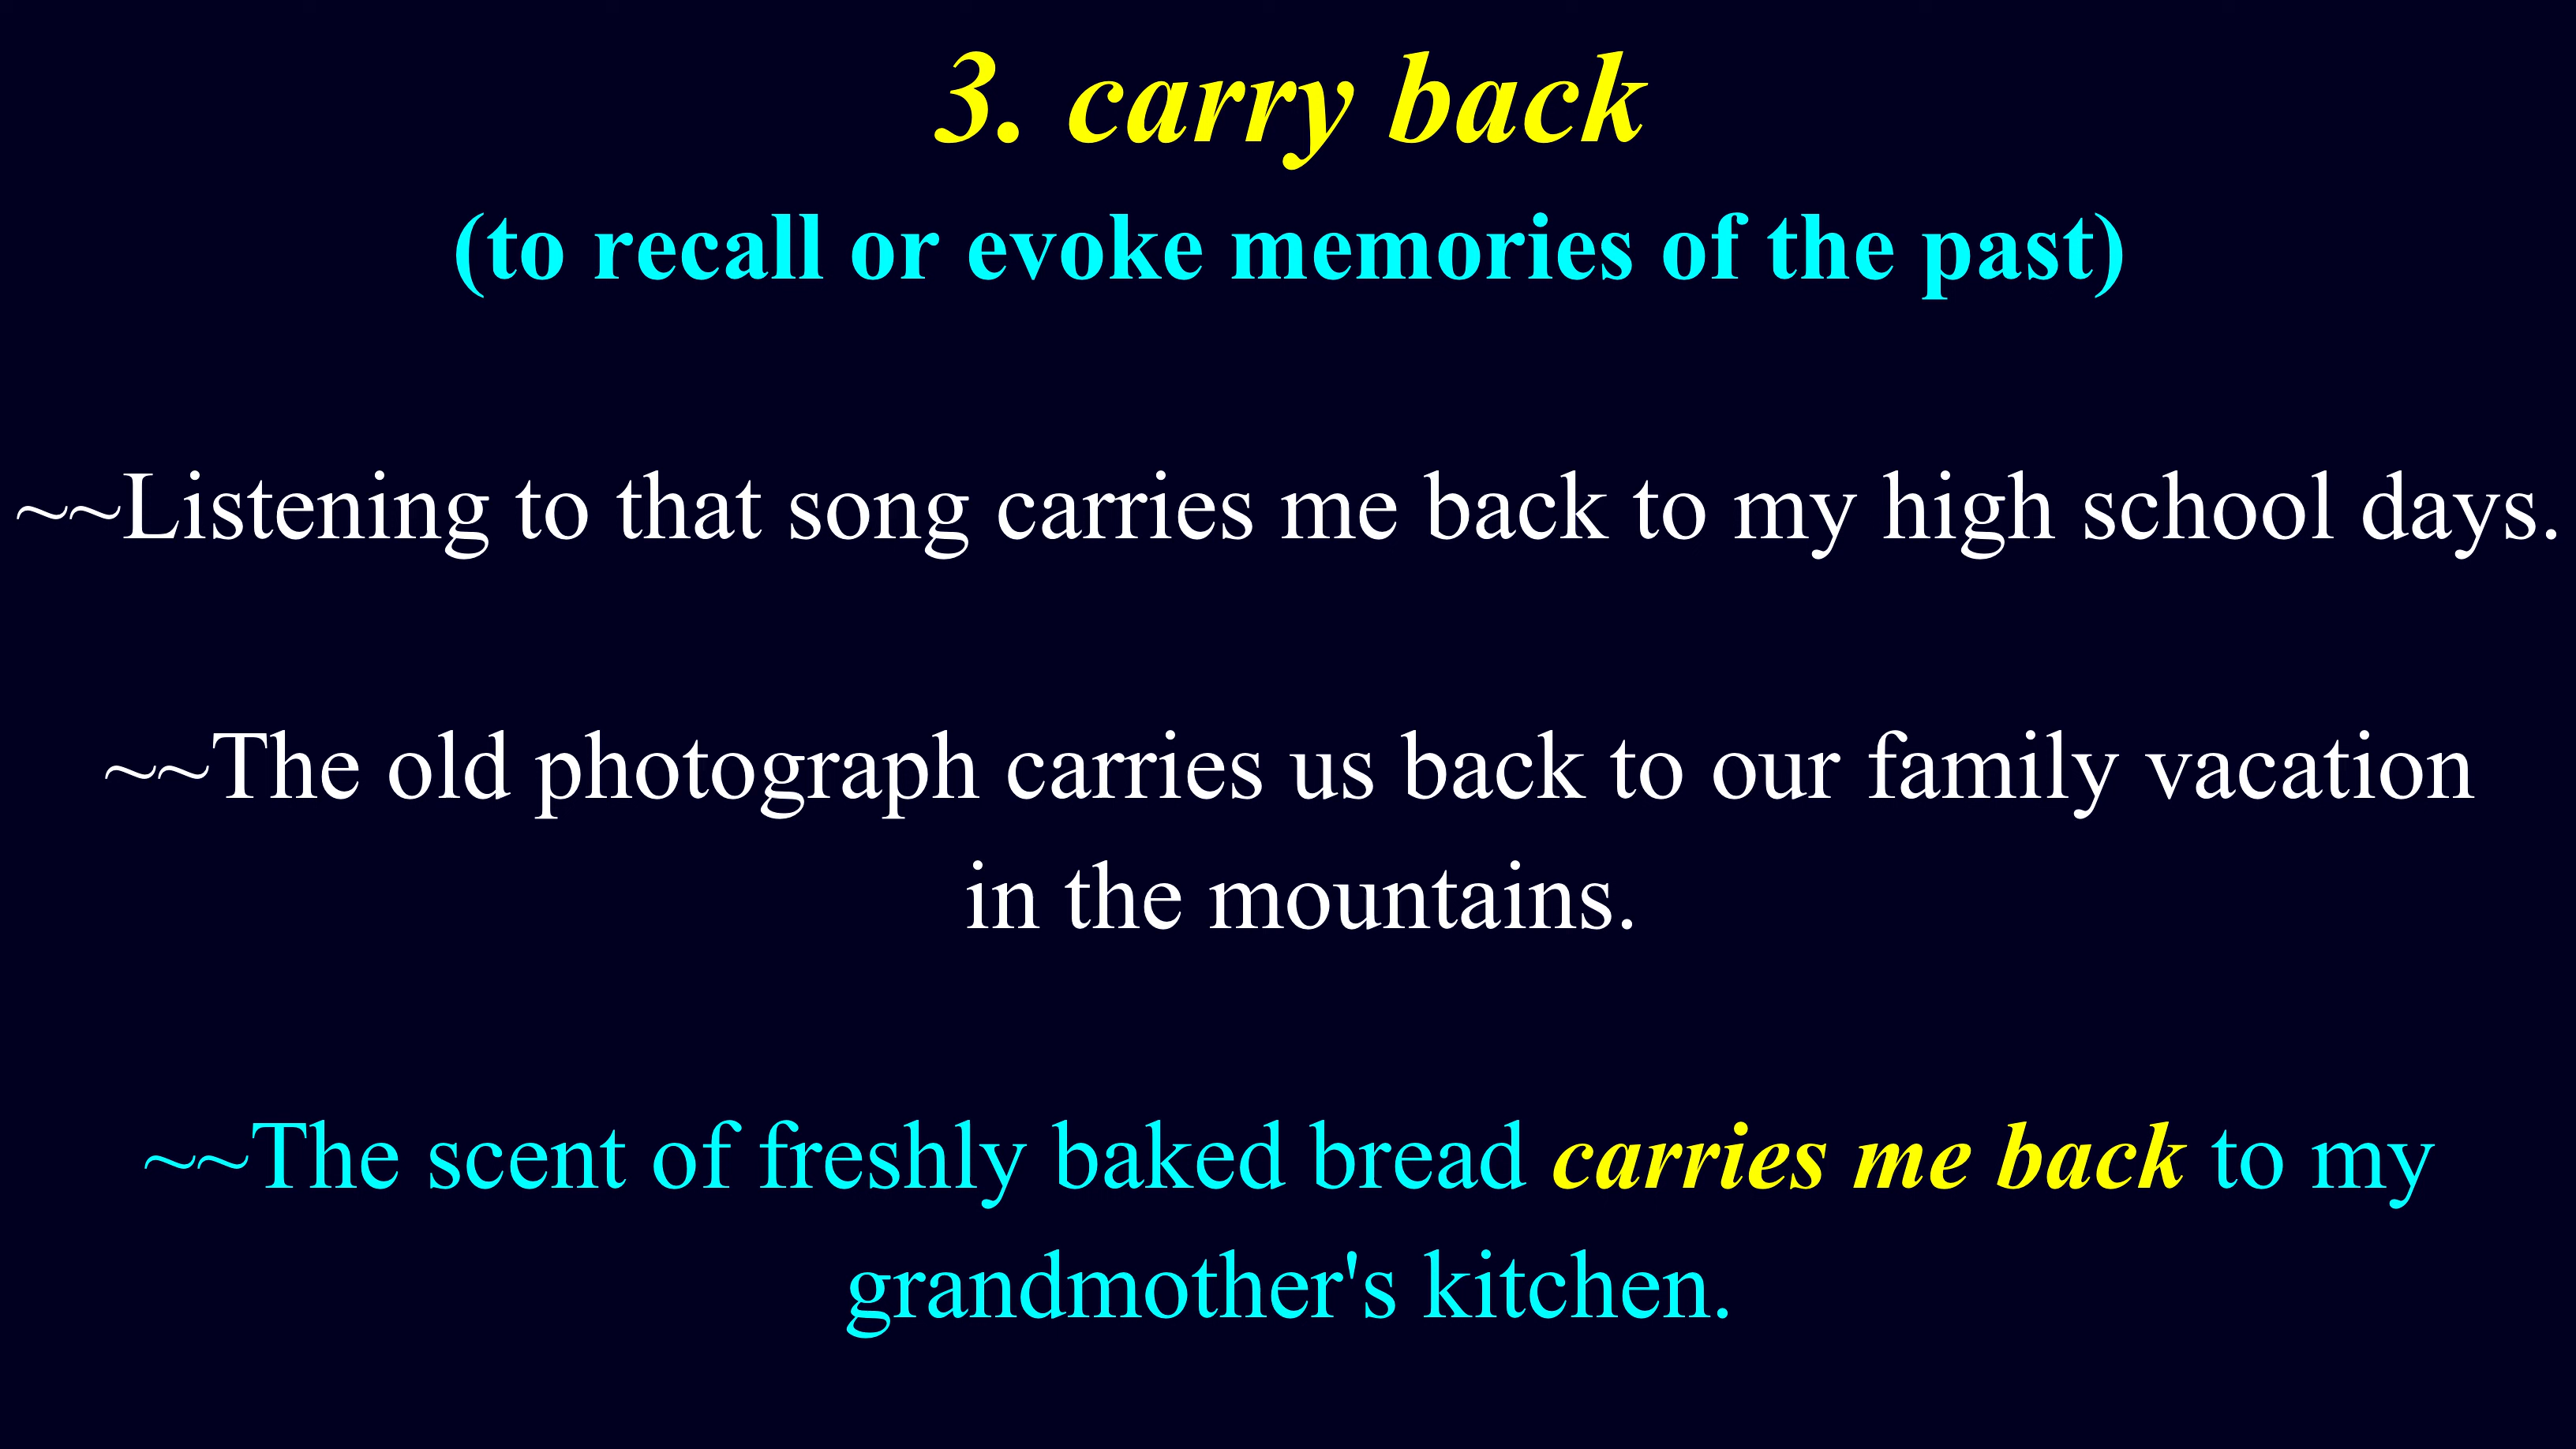 3. carry back
(to recall or evoke memories of the past)
~~Listening to that song carries me back to my high school days.
~~The old photograph carries us back to our family vacation
in the mountains.
~~The scent of freshly baked bread carries me back to my
grandmother's kitchen.